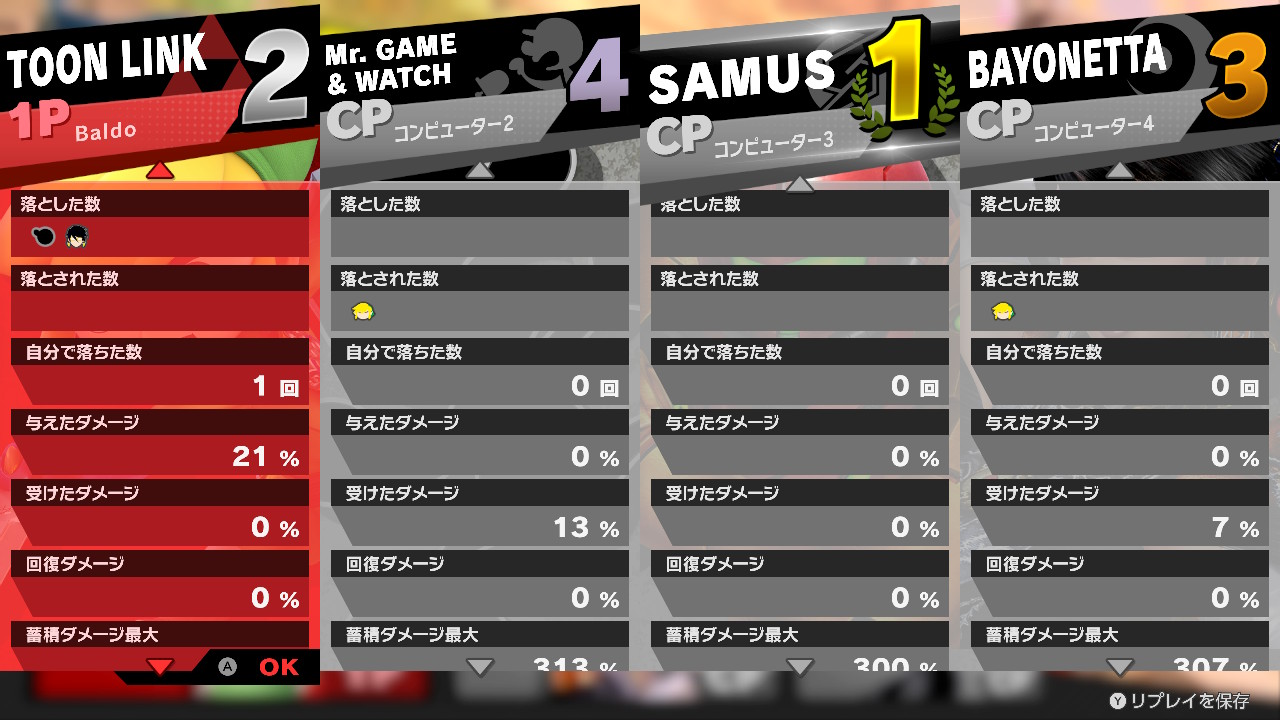 TOON LINK
2
1P
Baldo
落とした数
落とされた数
自分で落ちた数
1 回
与えたダメージ
21 %
受けたダメージ
0 %
回復ダメージ
0 %
蓄積ダメージ最大
A OK
Mr. GAME
& WATCH
4
CP
コンピューター2
落とした数
落とされた数
自分で落ちた数
0 回
与えたダメージ
0 %
受けたダメージ
13 %
回復ダメージ
0 %
蓄積ダメージ最大
313 %
SAMUS
1
CP
コンピューター3
落とした数
落とされた数
自分で落ちた数
0 回
与えたダメージ
0 %
受けたダメージ
0 %
回復ダメージ
0 %
蓄積ダメージ最大
300 %
BAYONETTA
3
CP
コンピューター4
落とした数
落とされた数
自分で落ちた数
0 回
与えたダメージ
0 %
受けたダメージ
7 %
回復ダメージ
0 %
蓄積ダメージ最大
307 %
Y リプレイを保存